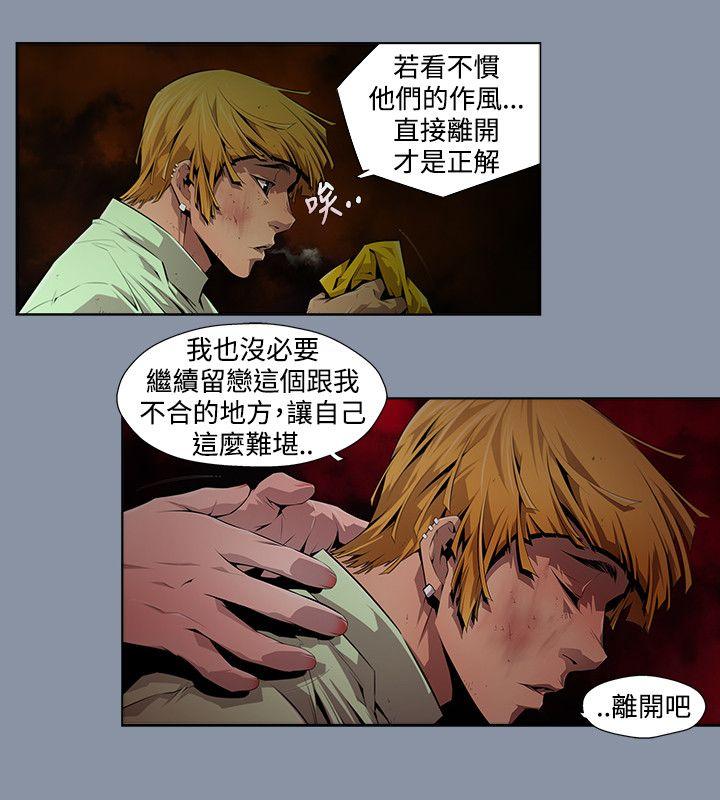 若看不慣
他們的作風...
直接離開
才是正解
唉..
我也沒必要
繼續留戀這個跟我
不合的地方，讓自己
這麼難堪..
..離開吧